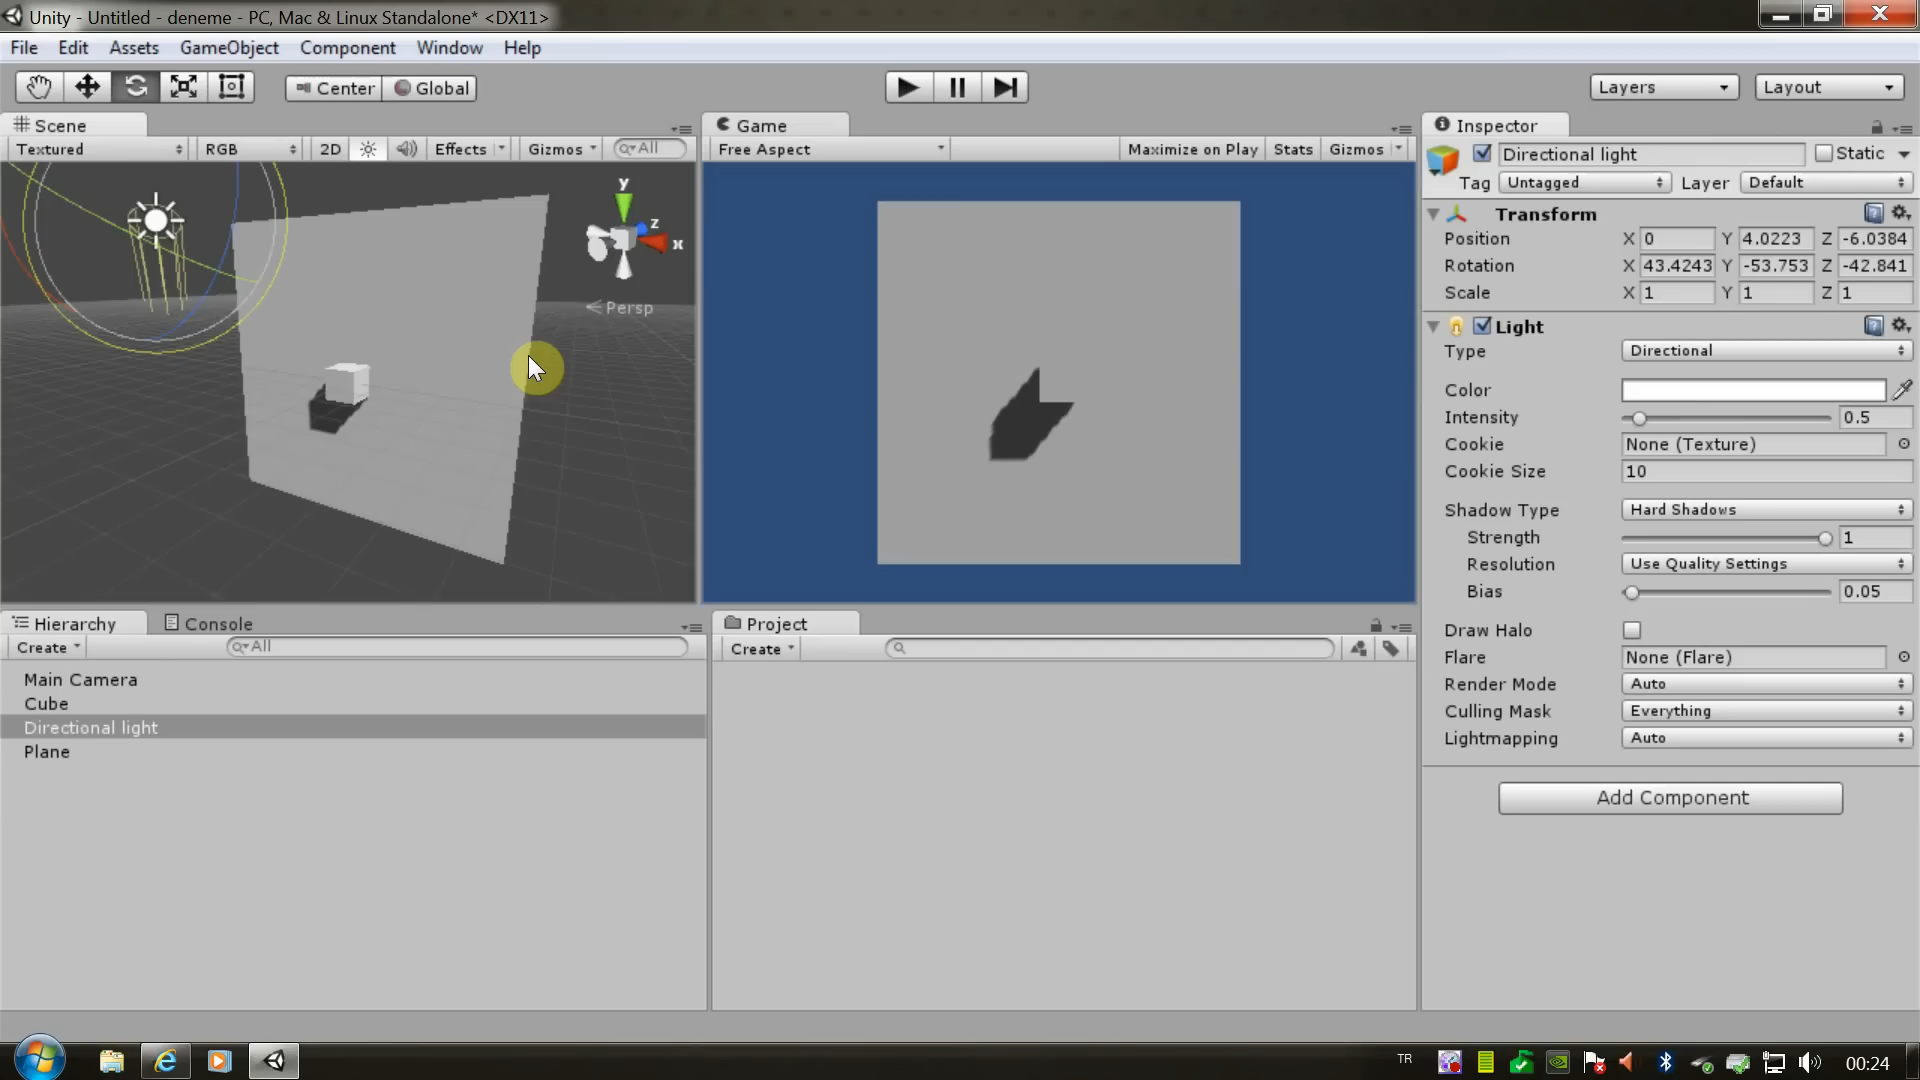 Unity - Untitled - deneme - PC, Mac & Linux Standalone* <DX11>
File Edit Assets GameObject Component Window Help
Center Global Layers Layout
Scene
Textured RGB 2D Effects Gizmos All
y
z
x
Persp
Game
Free Aspect Maximize on Play Stats Gizmos
Inspector
Directional light Static
Tag Untagged Layer Default
Transform
Position X 0 Y 4.0223 Z -6.0384
Rotation X 43.4243 Y -53.753 Z -42.841
Scale X 1 Y 1 Z 1
Light
Type Directional
Color
Intensity 0.5
Cookie None (Texture)
Cookie Size 10
Shadow Type Hard Shadows
Strength 1
Resolution Use Quality Settings
Bias 0.05
Draw Halo
Flare None (Flare)
Render Mode Auto
Culling Mask Everything
Lightmapping Auto
Add Component
Hierarchy Console
Create All
Main Camera
Cube
Directional light
Plane
Project
Create
TR 00:24